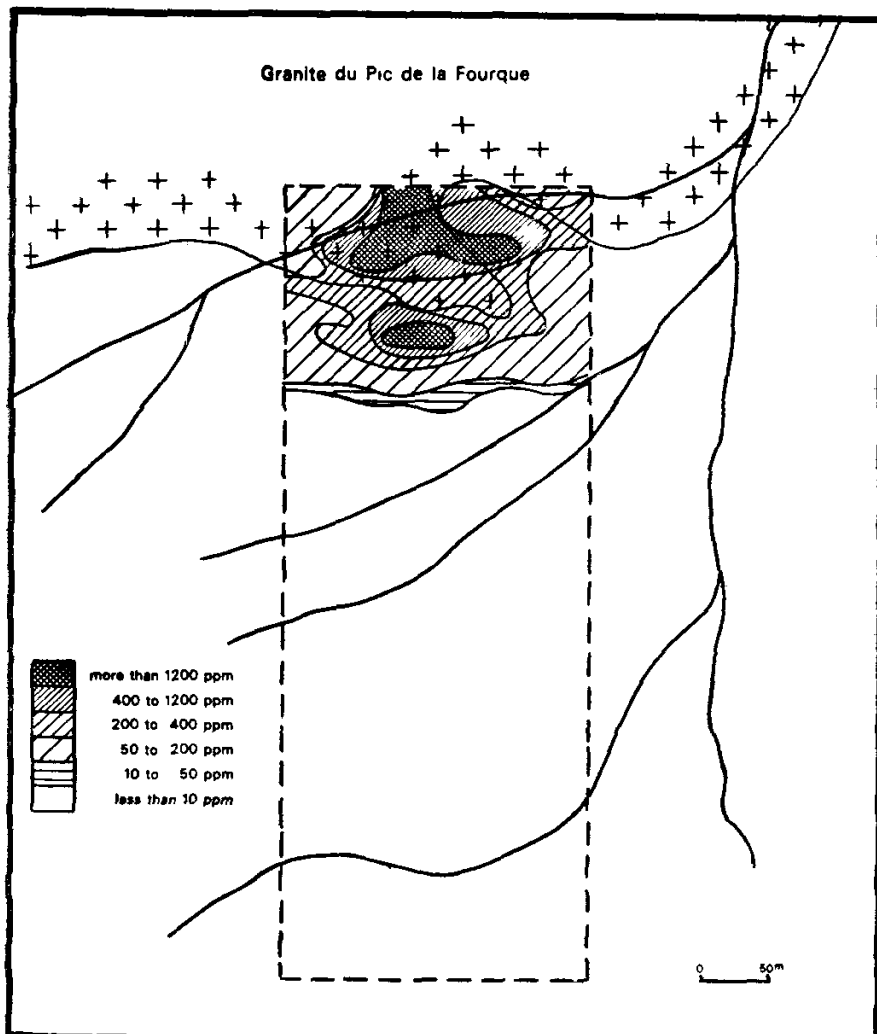 Granite du Pic de la Fourque
more than 1200 ppm
400 to 1200 ppm
200 to 400 ppm
50 to 200 ppm
10 to 50 ppm
less than 10 ppm
0 50m